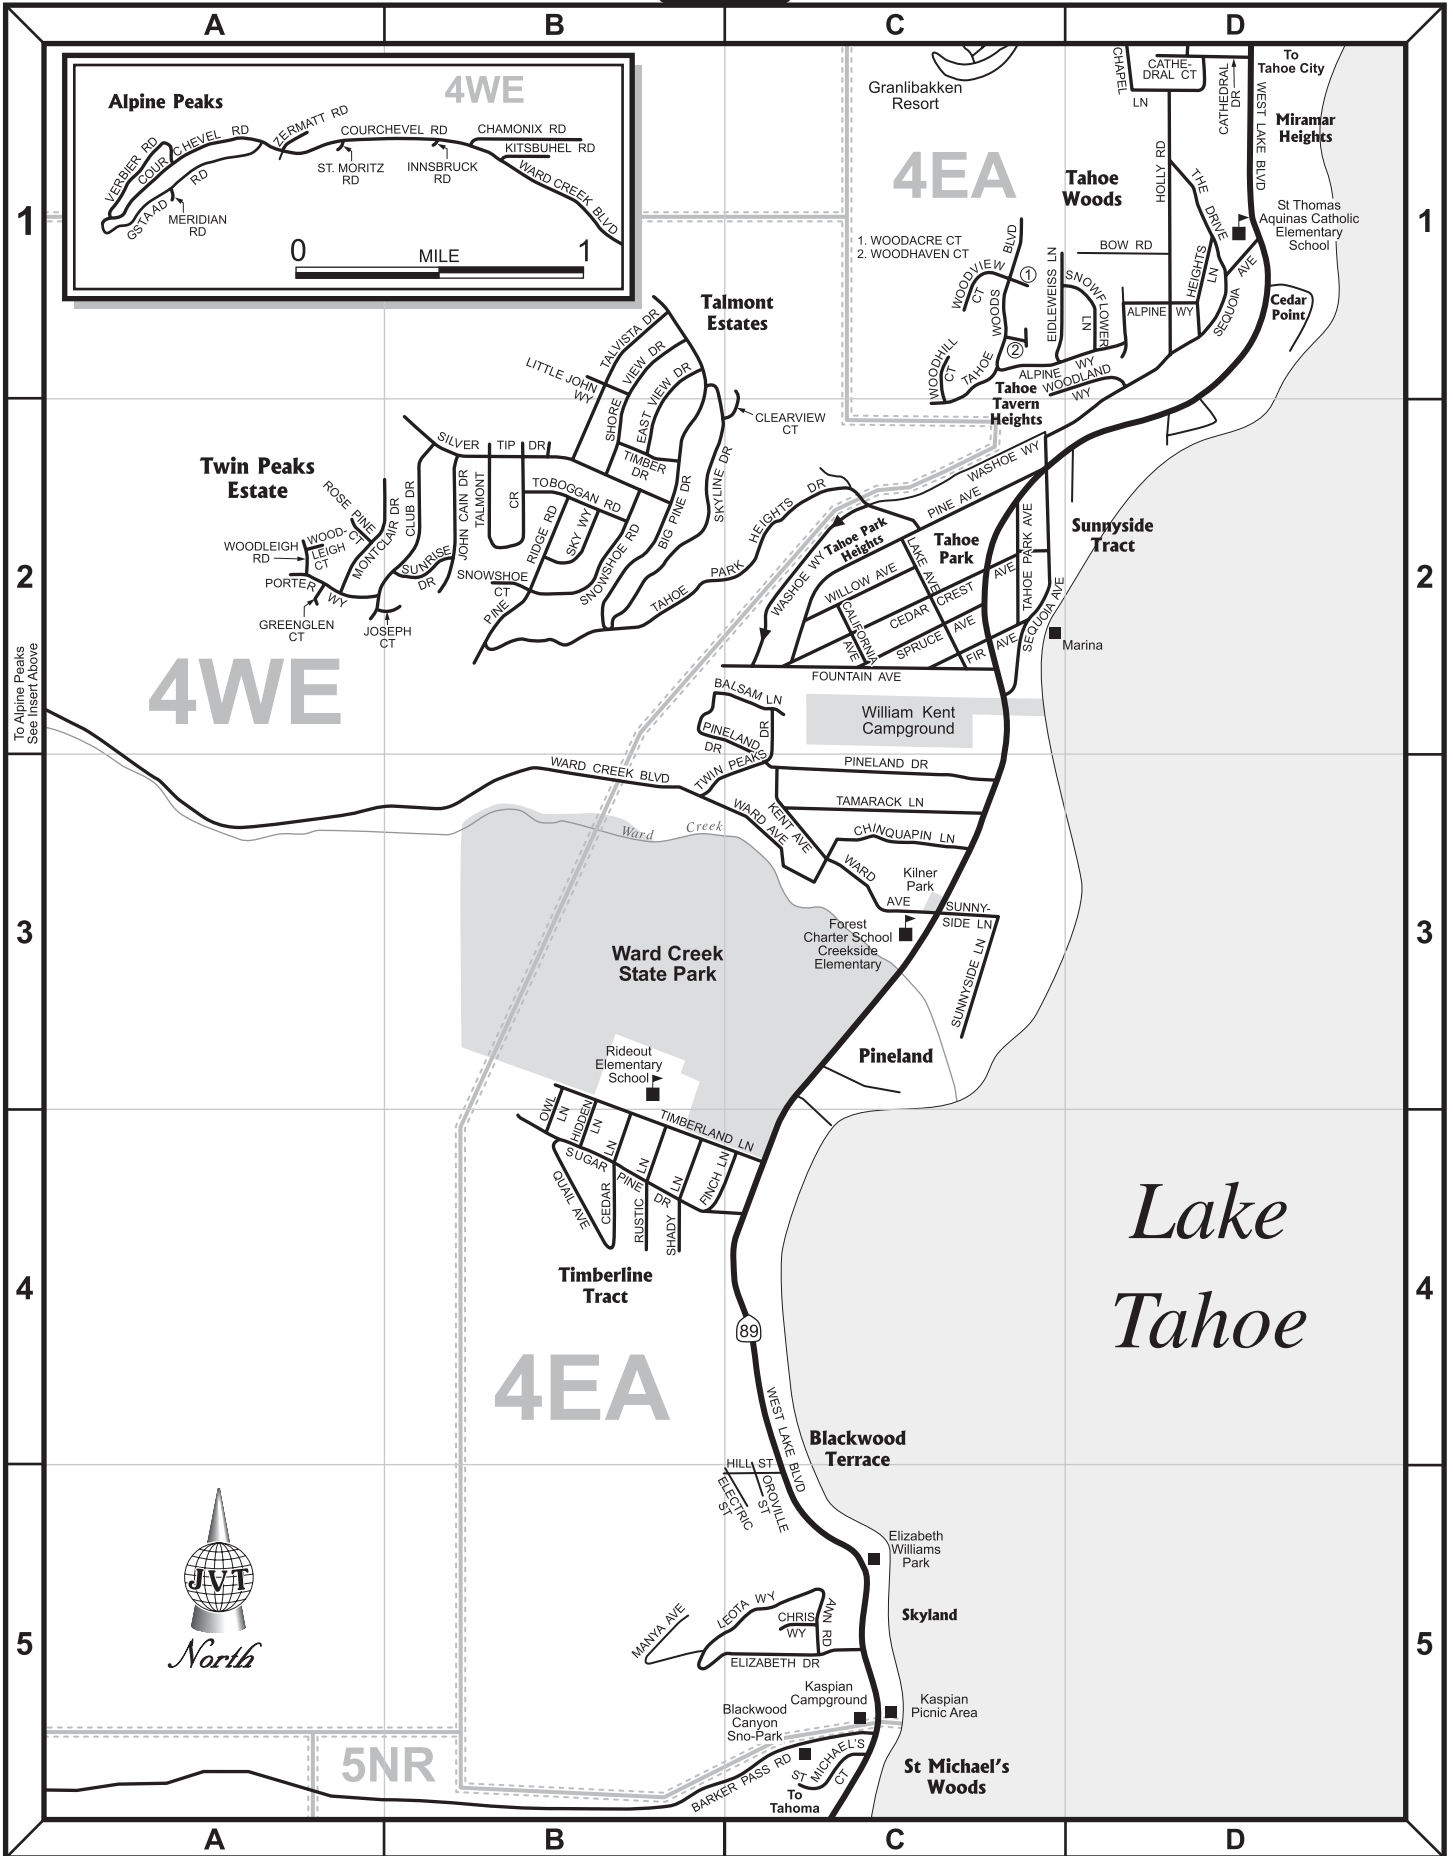 A
B
C
D
Alpine Peaks
4WE
VERBIER RD
COURCHEVEL RD
ZERMATT RD
COURCHEVEL RD
CHAMONIX RD
KITSBUHEL RD
ST. MORITZ
RD
INNSBRUCK
RD
WARD CREEK BLVD
GSTAAD RD
MERIDIAN
RD
0
MILE
1
Granlibakken
Resort
4EA
CHAPEL
LN
CATHE-
DRAL CT
CATHEDRAL
DR
To
Tahoe City
WEST LAKE BLVD
Miramar
Heights
HOLLY RD
THE DRIVE
Tahoe
Woods
St Thomas
Aquinas Catholic
Elementary
School
1
1
1. WOODACRE CT
2. WOODHAVEN CT
BOW RD
WOODVIEW
CT
TAHOE WOODS BLVD
1
2
EIDLEWEISS LN
SNOWFLOWER
LN
HEIGHTS
LN
SEQUOIA AVE
ALPINE WY
Cedar
Point
WOODHILL
CT
ALPINE WY
WOODLAND
WY
Tahoe
Tavern
Heights
Talmont
Estates
TALVISTA DR
LITTLE JOHN
WY
SHORE VIEW DR
EAST VIEW DR
CLEARVIEW
CT
SILVER TIP DR
TIMBER
DR
SKYLINE DR
Twin Peaks
Estate
ROSE PINE
CT
CLUB DR
JOHN CAIN DR
TALMONT
CR
TOBOGGAN RD
BIG PINE DR
WOODLEIGH
RD
WOOD-
LEIGH
CT
MONTCLAIR DR
SUNRISE
DR
RIDGE RD
SKY WY
SNOWSHOE RD
SNOWSHOE
CT
PINE
PORTER WY
GREENGLEN
CT
JOSEPH
CT
TAHOE PARK HEIGHTS DR
WASHOE WY
PINE AVE
WASHOE WY
Tahoe Park
Heights
Tahoe
Park
LAKE AVE
WILLOW AVE
CEDAR CREST AVE
CALIFORNIA
AVE
SPRUCE AVE
FIR AVE
TAHOE PARK AVE
SEQUOIA AVE
Sunnyside
Tract
Marina
2
2
FOUNTAIN AVE
To Alpine Peaks
See Insert Above
4WE
BALSAM LN
PINELAND
DR
TWIN PEAKS DR
William Kent
Campground
WARD CREEK BLVD
PINELAND DR
TAMARACK LN
WARD AVE
KENT AVE
CHINQUAPIN LN
Ward Creek
WARD AVE
Kilner
Park
SUNNY-
SIDE LN
SUNNYSIDE LN
Forest
Charter School
Creekside
Elementary
3
3
Ward Creek
State Park
Rideout
Elementary
School
Pineland
OWL
LN
HIDDEN
LN
TIMBERLAND LN
SUGAR PINE DR
QUAIL AVE
CEDAR LN
RUSTIC LN
SHADY LN
FINCH LN
Timberline
Tract
Lake
Tahoe
4
4
89
4EA
WEST LAKE BLVD
Blackwood
Terrace
HILL ST
ELECTRIC
ST
OROVILLE
ST
Elizabeth
Williams
Park
Skyland
JVT
North
MANYA AVE
LEOTA WY
CHRIS
WY
ANN RD
ELIZABETH DR
5
5
Kaspian
Campground
Kaspian
Picnic Area
Blackwood
Canyon
Sno-Park
5NR
BARKER PASS RD
ST MICHAEL'S
CT
St Michael's
Woods
To
Tahoma
A
B
C
D